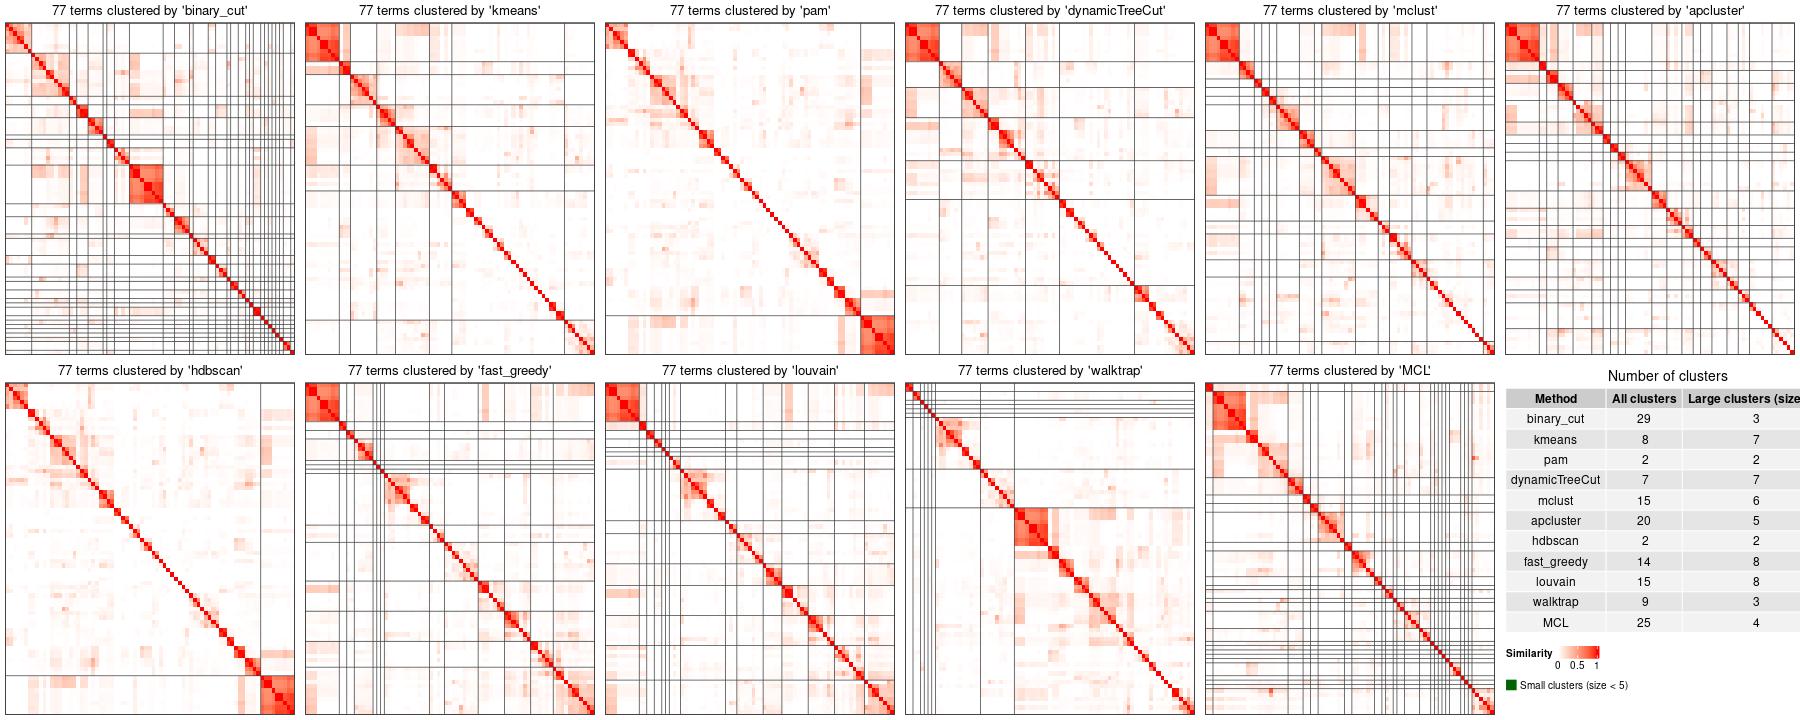 77 terms clustered by 'binary_cut'
77 terms clustered by 'kmeans'
77 terms clustered by 'pam'
77 terms clustered by 'dynamicTreeCut'
77 terms clustered by 'mclust'
77 terms clustered by 'apcluster'
77 terms clustered by 'hdbscan'
77 terms clustered by 'fast_greedy'
77 terms clustered by 'louvain'
77 terms clustered by 'walktrap'
77 terms clustered by 'MCL'
Number of clusters
Method All clusters Large clusters (size
binary_cut 29 3
kmeans 8 7
pam 2 2
dynamicTreeCut 7 7
mclust 15 6
apcluster 20 5
hdbscan 2 2
fast_greedy 14 8
louvain 15 8
walktrap 9 3
MCL 25 4
Similarity
0 0.5 1
Small clusters (size < 5)